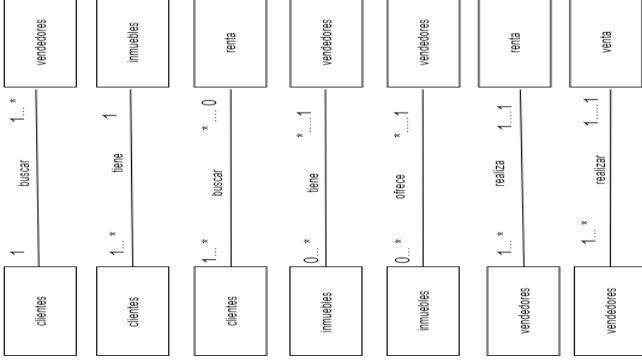 clientes 1 buscar 1...* vendedores
clientes 1...* tiene 1 inmuebles
clientes 1...* buscar *....0 renta
inmuebles 0...* tiene *....1 vendedores
inmuebles 0...* ofrece *....1 vendedores
vendedores 1...* realiza 1....1 renta
vendedores 1...* realizar 1....1 venta